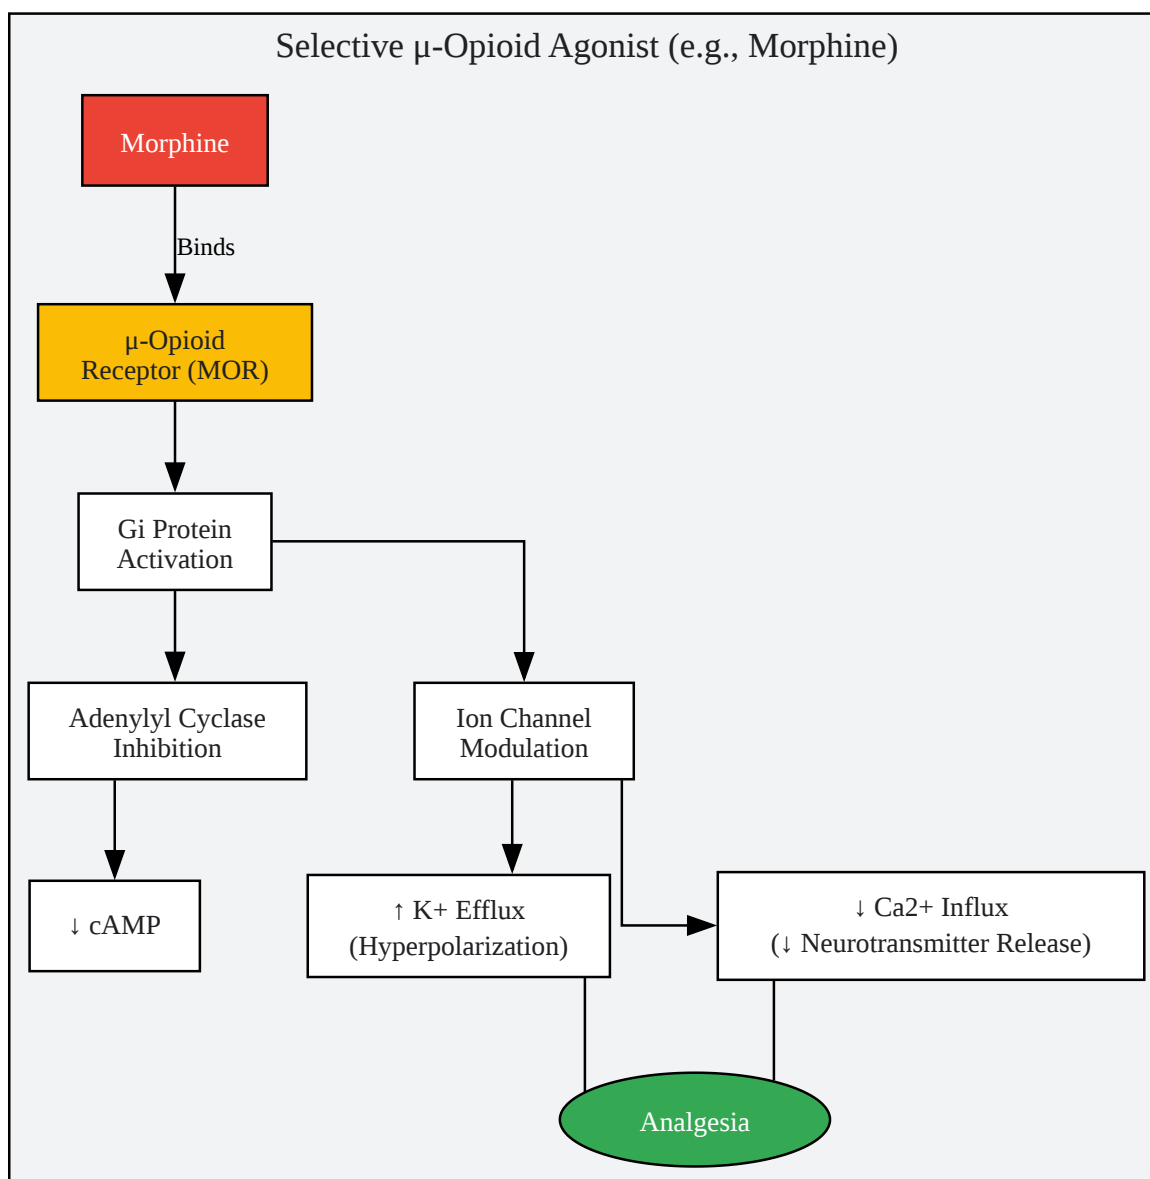 Selective μ-Opioid Agonist (e.g., Morphine)
Morphine
Binds
μ-Opioid
Receptor (MOR)
Gi Protein
Activation
Adenylyl Cyclase
Inhibition
Ion Channel
Modulation
↓ cAMP
↑ K+ Efflux
(Hyperpolarization)
↓ Ca2+ Influx
(↓ Neurotransmitter Release)
Analgesia